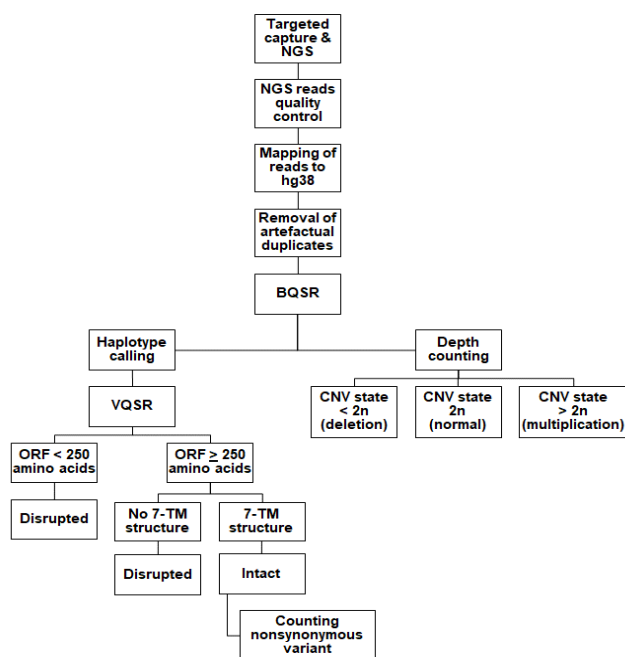 Targeted
capture &
NGS
NGS reads
quality
control
Mapping of
reads to
hg38
Removal of
artefactual
duplicates
BQSR
Haplotype
calling
Depth
counting
VQSR
CNV state
< 2n
(deletion)
CNV state
2n
(normal)
CNV state
> 2n
(multiplication)
ORF < 250
amino acids
ORF ≥ 250
amino acids
Disrupted
No 7-TM
structure
7-TM
structure
Disrupted
Intact
Counting
nonsynonymous
variant